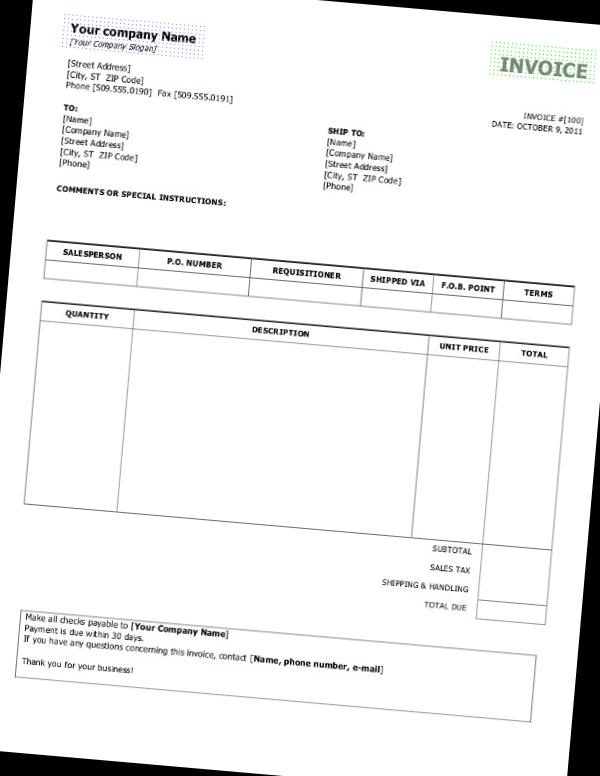 Your company Name
[Your Company Slogan]
INVOICE
[Street Address]
[City, ST  ZIP Code]
Phone [509.555.0190]  Fax [509.555.0191]
INVOICE #[100]
DATE: OCTOBER 9, 2011
TO:
[Name]
[Company Name]
[Street Address]
[City, ST  ZIP Code]
[Phone]
SHIP TO:
[Name]
[Company Name]
[Street Address]
[City, ST  ZIP Code]
[Phone]
COMMENTS OR SPECIAL INSTRUCTIONS:
SALESPERSON P.O. NUMBER REQUISITIONER SHIPPED VIA F.O.B. POINT TERMS
QUANTITY DESCRIPTION UNIT PRICE TOTAL
SUBTOTAL
SALES TAX
SHIPPING & HANDLING
TOTAL DUE
Make all checks payable to [Your Company Name]
Payment is due within 30 days.
If you have any questions concerning this invoice, contact [Name, phone number, e-mail]
Thank you for your business!